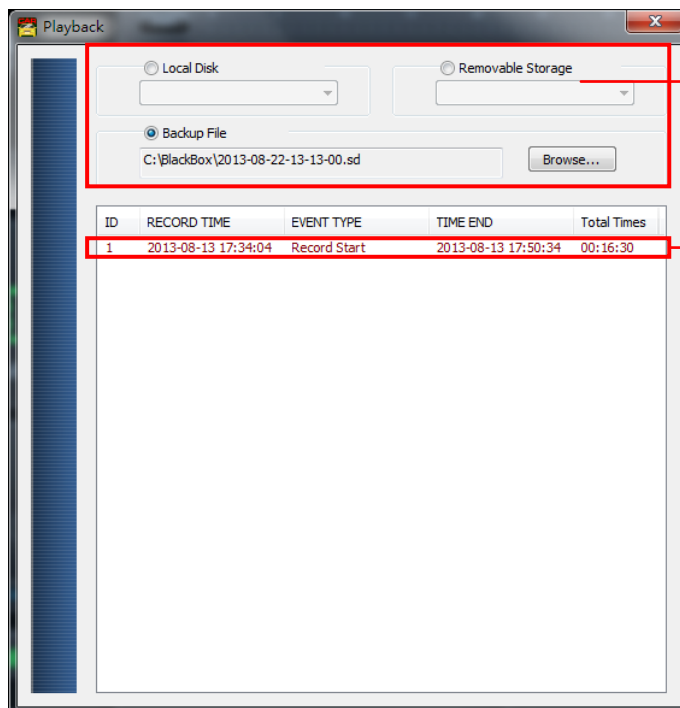 Playback
Local Disk
Removable Storage
Backup File
C:\BlackBox\2013-08-22-13-13-00.sd
Browse...
ID RECORD TIME EVENT TYPE TIME END Total Times
1 2013-08-13 17:34:04 Record Start 2013-08-13 17:50:34 00:16:30